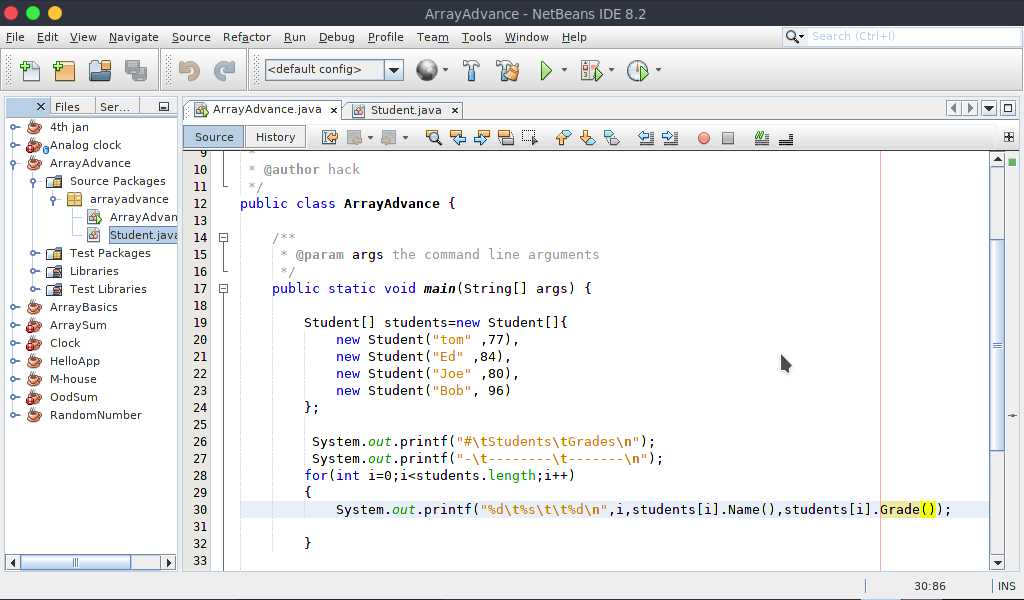 ArrayAdvance - NetBeans IDE 8.2
File Edit View Navigate Source Refactor Run Debug Profile Team Tools Window Help
Search (Ctrl+I)
<default config>
Files Ser...
ArrayAdvance.java Student.java
Source History
4th jan
Analog clock
ArrayAdvance
Source Packages
arrayadvance
ArrayAdvan
Student.java
Test Packages
Libraries
Test Libraries
ArrayBasics
ArraySum
Clock
HelloApp
M-house
OodSum
RandomNumber
9 *
10 * @author hack
11 */
12 public class ArrayAdvance {
13
14 /**
15 * @param args the command line arguments
16 */
17 public static void main(String[] args) {
18
19 Student[] students=new Student[]{
20 new Student("tom" ,77),
21 new Student("Ed" ,84),
22 new Student("Joe" ,80),
23 new Student("Bob", 96)
24 };
25
26 System.out.printf("#\tStudents\tGrades\n");
27 System.out.printf("-\t--------\t-------\n");
28 for(int i=0;i<students.length;i++)
29 {
30 System.out.printf("%d\t%s\t\t%d\n",i,students[i].Name(),students[i].Grade());
31
32 }
33
30:86 INS